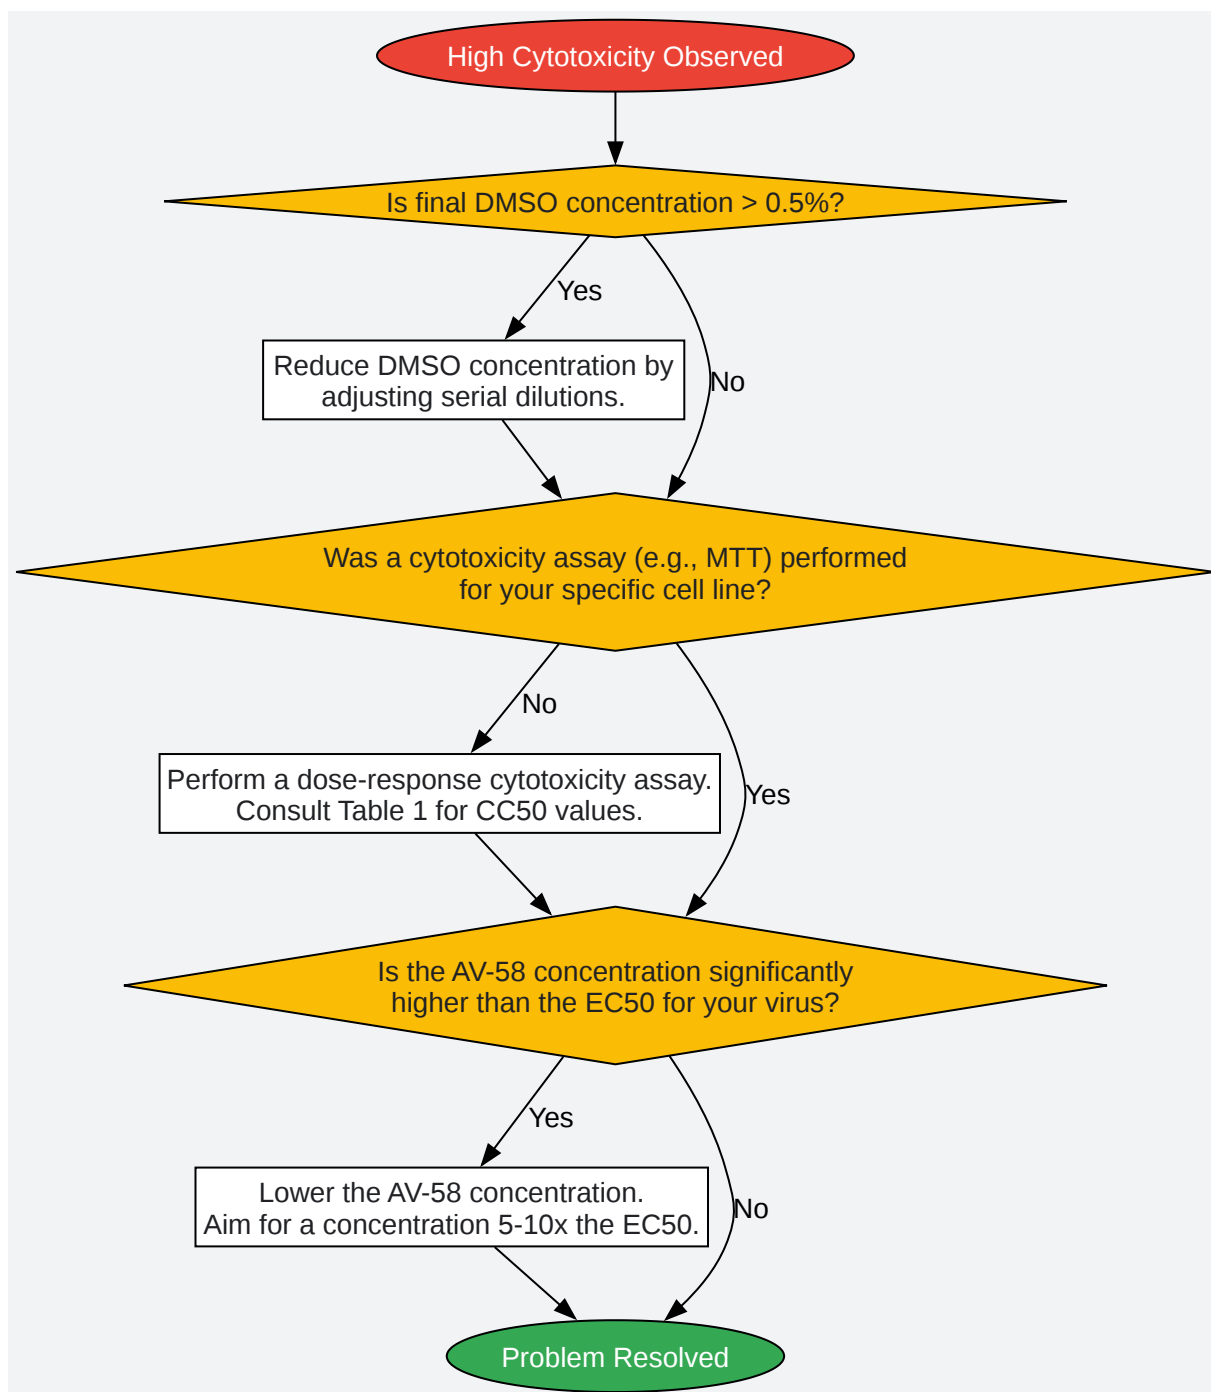 High Cytotoxicity Observed
Is final DMSO concentration > 0.5%?
Yes
Reduce DMSO concentration by
adjusting serial dilutions.
No
Was a cytotoxicity assay (e.g., MTT) performed
for your specific cell line?
No
Perform a dose-response cytotoxicity assay.
Consult Table 1 for CC50 values.
Yes
Is the AV-58 concentration significantly
higher than the EC50 for your virus?
Yes
Lower the AV-58 concentration.
Aim for a concentration 5-10x the EC50.
No
Problem Resolved